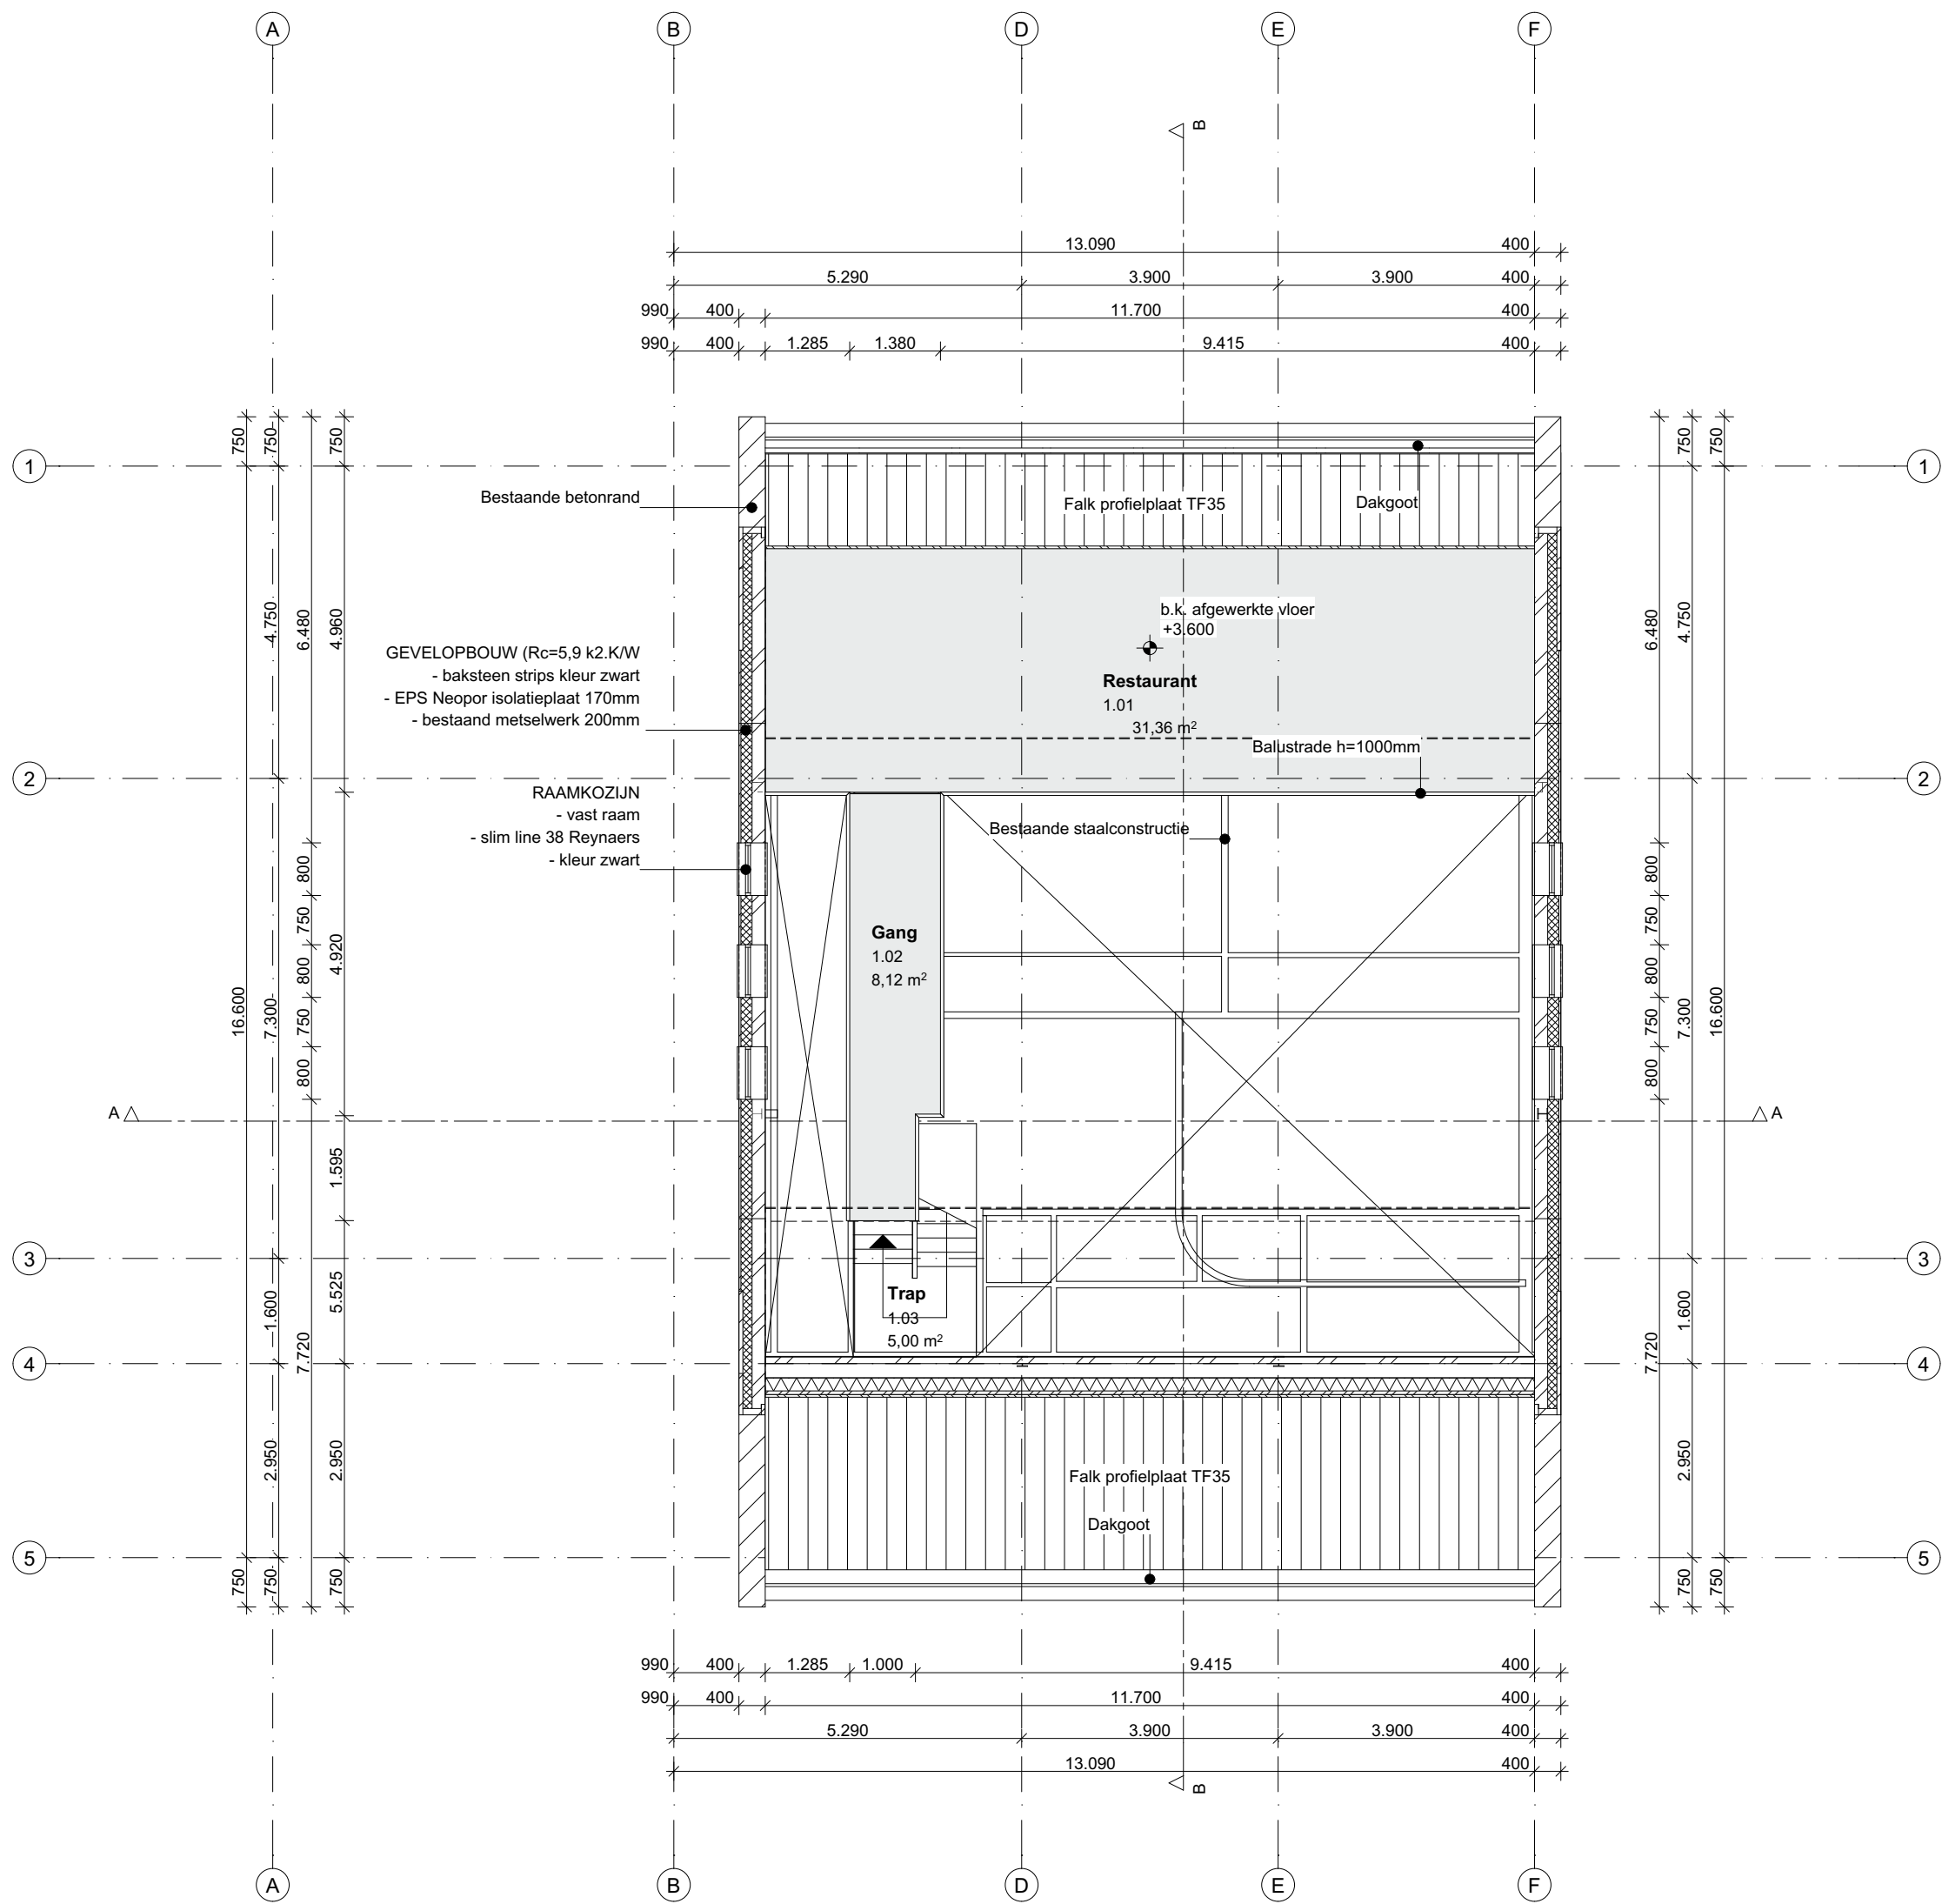 A B D E F
B
13.090 400
5.290 3.900 3.900 400
990 400 11.700 400
990 400 1.285 1.380 9.415 400
750 750 750 750 750
1 1
Bestaande betonrand
Falk profielplaat TF35
Dakgoot
4.750 6.480 4.960
6.480 4.750
b.k. afgewerkte vloer
+3.600
GEVELOPBOUW (Rc=5,9 k2.K/W
- baksteen strips kleur zwart
- EPS Neopor isolatieplaat 170mm
- bestaand metselwerk 200mm
Restaurant
1.01
31,36 m²
Balustrade h=1000mm
2 2
RAAMKOZIJN
- vast raam
- slim line 38 Reynaers
- kleur zwart
Bestaande staalconstructie
800 800
750 750
Gang
1.02
8,12 m²
800 4.920 800
16.600 7.300 750 750 7.300 16.600
800 800
A A
1.595
3 3
Trap
1.03
5,00 m²
1.600 5.525 1.600
7.720 7.720
4 4
2.950 2.950 2.950
Falk profielplaat TF35
Dakgoot
5 5
750 750 750 750 750
990 400 1.285 1.000 9.415 400
990 400 11.700 400
5.290 3.900 3.900 400
13.090 400
B
A B D E F